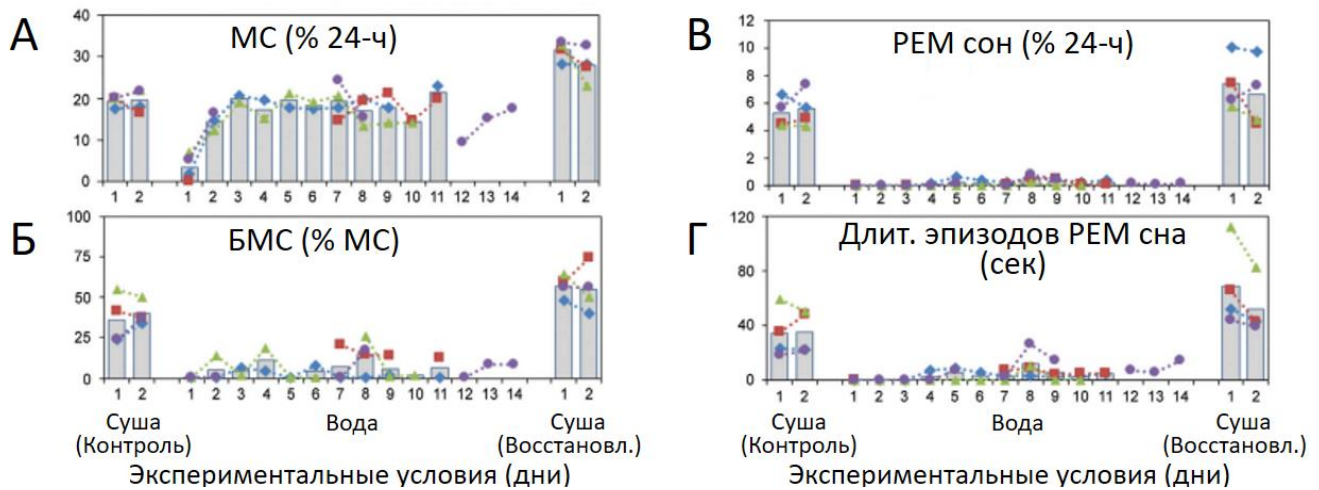 А
МС (% 24-ч)
40
30
20
10
0
1 2 1 2 3 4 5 6 7 8 9 10 11 12 13 14 1 2
Б
БМС (% МС)
100
75
50
25
0
1 2 1 2 3 4 5 6 7 8 9 10 11 12 13 14 1 2
Суша
(Контроль)
Вода
Суша
(Восстановл.)
Экспериментальные условия (дни)
В
РЕМ сон (% 24-ч)
12
10
8
6
4
2
0
1 2 1 2 3 4 5 6 7 8 9 10 11 12 13 14 1 2
Г
Длит. эпизодов РЕМ сна
(сек)
120
80
40
0
1 2 1 2 3 4 5 6 7 8 9 10 11 12 13 14 1 2
Суша
(Контроль)
Вода
Суша
(Восстановл.)
Экспериментальные условия (дни)